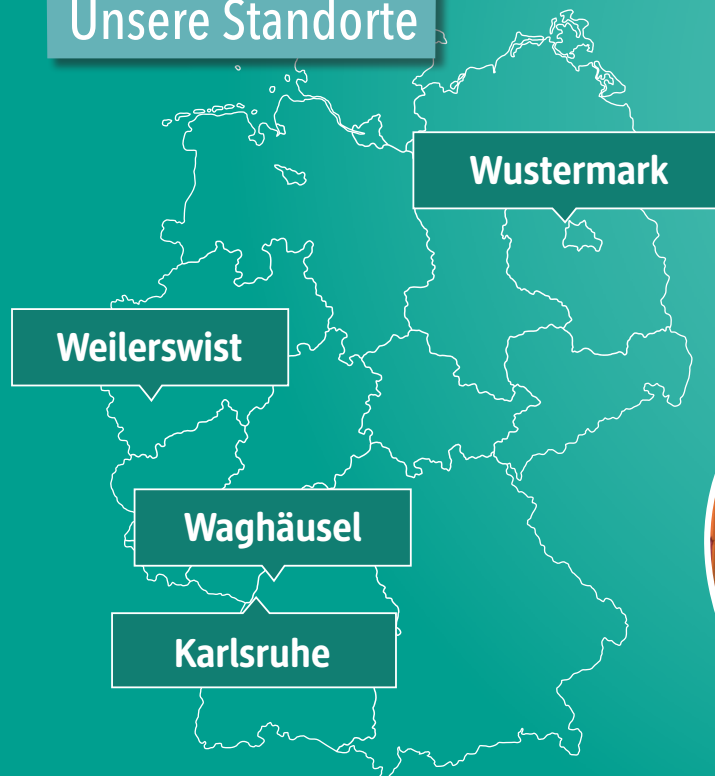 Unsere Standorte
Wustermark
Weilerswist
Waghäusel
Karlsruhe